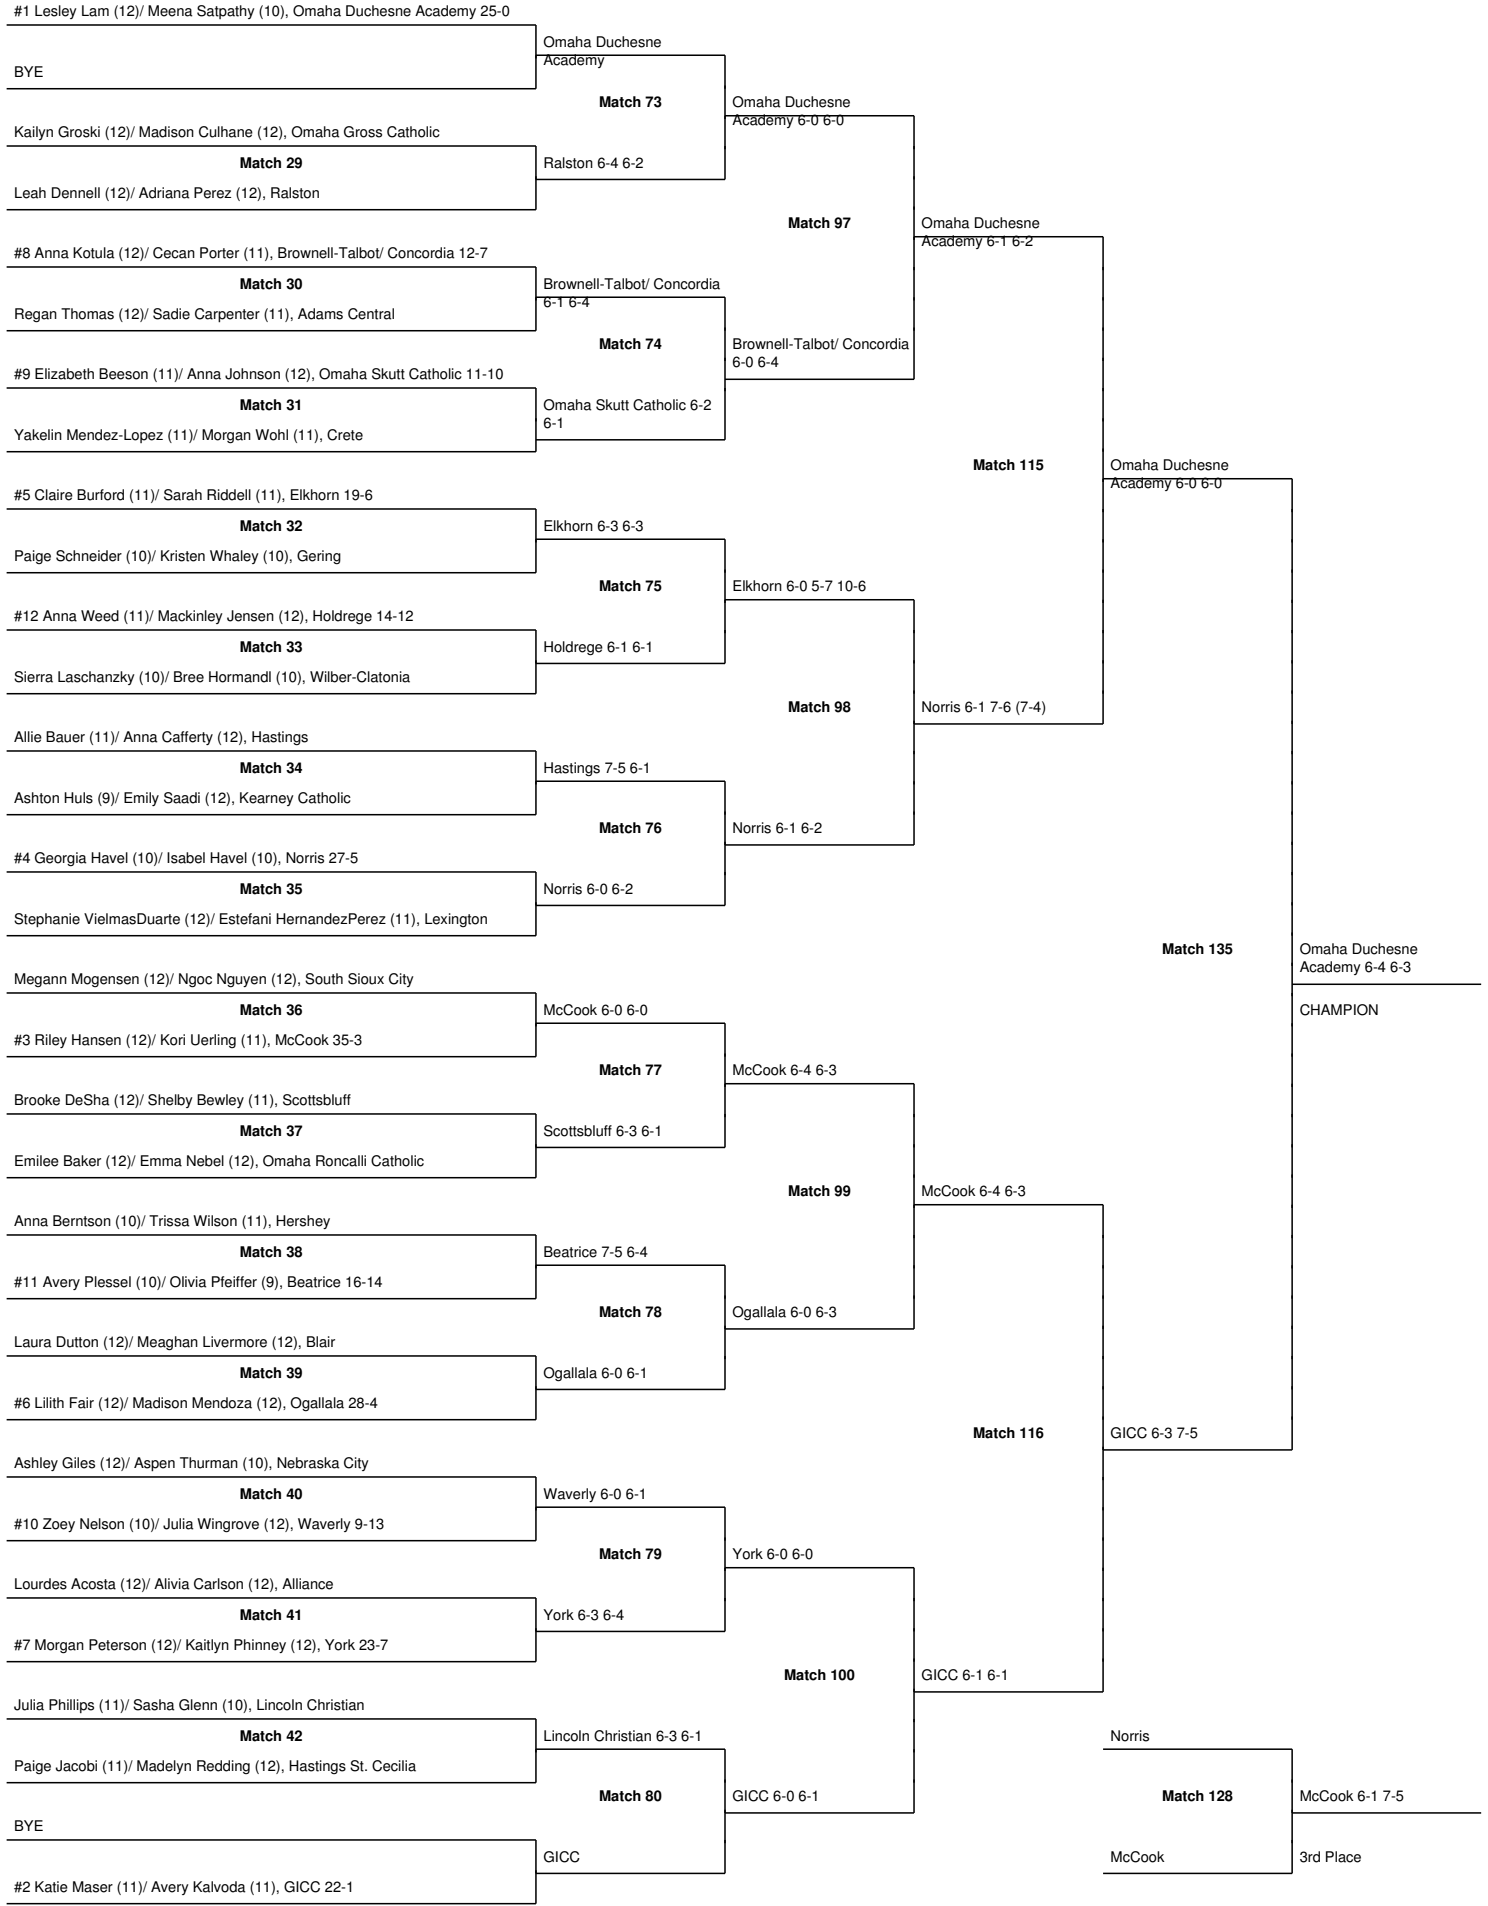 #1 Lesley Lam (12)/ Meena Satpathy (10), Omaha Duchesne Academy 25-0
Omaha Duchesne
Academy
BYE
Match 73
Omaha Duchesne
Academy 6-0 6-0
Kailyn Groski (12)/ Madison Culhane (12), Omaha Gross Catholic
Match 29
Ralston 6-4 6-2
Leah Dennell (12)/ Adriana Perez (12), Ralston
Match 97
Omaha Duchesne
Academy 6-1 6-2
#8 Anna Kotula (12)/ Cecan Porter (11), Brownell-Talbot/ Concordia 12-7
Match 30
Brownell-Talbot/ Concordia
6-1 6-4
Regan Thomas (12)/ Sadie Carpenter (11), Adams Central
Match 74
Brownell-Talbot/ Concordia
6-0 6-4
#9 Elizabeth Beeson (11)/ Anna Johnson (12), Omaha Skutt Catholic 11-10
Match 31
Omaha Skutt Catholic 6-2
6-1
Yakelin Mendez-Lopez (11)/ Morgan Wohl (11), Crete
Match 115
Omaha Duchesne
Academy 6-0 6-0
#5 Claire Burford (11)/ Sarah Riddell (11), Elkhorn 19-6
Match 32
Elkhorn 6-3 6-3
Paige Schneider (10)/ Kristen Whaley (10), Gering
Match 75
Elkhorn 6-0 5-7 10-6
#12 Anna Weed (11)/ Mackinley Jensen (12), Holdrege 14-12
Match 33
Holdrege 6-1 6-1
Sierra Laschanzky (10)/ Bree Hormandl (10), Wilber-Clatonia
Match 98
Norris 6-1 7-6 (7-4)
Allie Bauer (11)/ Anna Cafferty (12), Hastings
Match 34
Hastings 7-5 6-1
Ashton Huls (9)/ Emily Saadi (12), Kearney Catholic
Match 76
Norris 6-1 6-2
#4 Georgia Havel (10)/ Isabel Havel (10), Norris 27-5
Match 35
Norris 6-0 6-2
Stephanie VielmasDuarte (12)/ Estefani HernandezPerez (11), Lexington
Match 135
Omaha Duchesne
Academy 6-4 6-3
CHAMPION
Megann Mogensen (12)/ Ngoc Nguyen (12), South Sioux City
Match 36
McCook 6-0 6-0
#3 Riley Hansen (12)/ Kori Uerling (11), McCook 35-3
Match 77
McCook 6-4 6-3
Brooke DeSha (12)/ Shelby Bewley (11), Scottsbluff
Match 37
Scottsbluff 6-3 6-1
Emilee Baker (12)/ Emma Nebel (12), Omaha Roncalli Catholic
Match 99
McCook 6-4 6-3
Anna Berntson (10)/ Trissa Wilson (11), Hershey
Match 38
Beatrice 7-5 6-4
#11 Avery Plessel (10)/ Olivia Pfeiffer (9), Beatrice 16-14
Match 78
Ogallala 6-0 6-3
Laura Dutton (12)/ Meaghan Livermore (12), Blair
Match 39
Ogallala 6-0 6-1
#6 Lilith Fair (12)/ Madison Mendoza (12), Ogallala 28-4
Match 116
GICC 6-3 7-5
Ashley Giles (12)/ Aspen Thurman (10), Nebraska City
Match 40
Waverly 6-0 6-1
#10 Zoey Nelson (10)/ Julia Wingrove (12), Waverly 9-13
Match 79
York 6-0 6-0
Lourdes Acosta (12)/ Alivia Carlson (12), Alliance
Match 41
York 6-3 6-4
#7 Morgan Peterson (12)/ Kaitlyn Phinney (12), York 23-7
Match 100
GICC 6-1 6-1
Julia Phillips (11)/ Sasha Glenn (10), Lincoln Christian
Match 42
Lincoln Christian 6-3 6-1
Norris
Paige Jacobi (11)/ Madelyn Redding (12), Hastings St. Cecilia
Match 80
GICC 6-0 6-1
Match 128
McCook 6-1 7-5
BYE
GICC
McCook
3rd Place
#2 Katie Maser (11)/ Avery Kalvoda (11), GICC 22-1